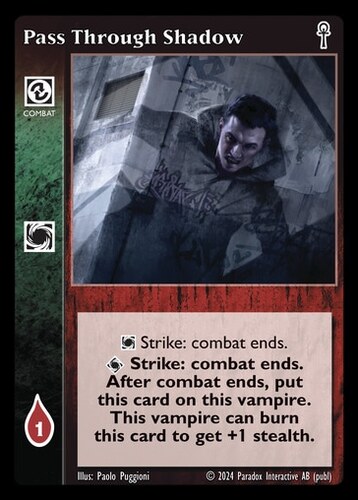 Pass Through Shadow
COMBAT
Strike: combat ends.
Strike: combat ends.
After combat ends, put
this card on this vampire.
This vampire can burn
this card to get +1 stealth.
1
Illus: Paolo Puggioni © 2024 Paradox Interactive AB (publ)